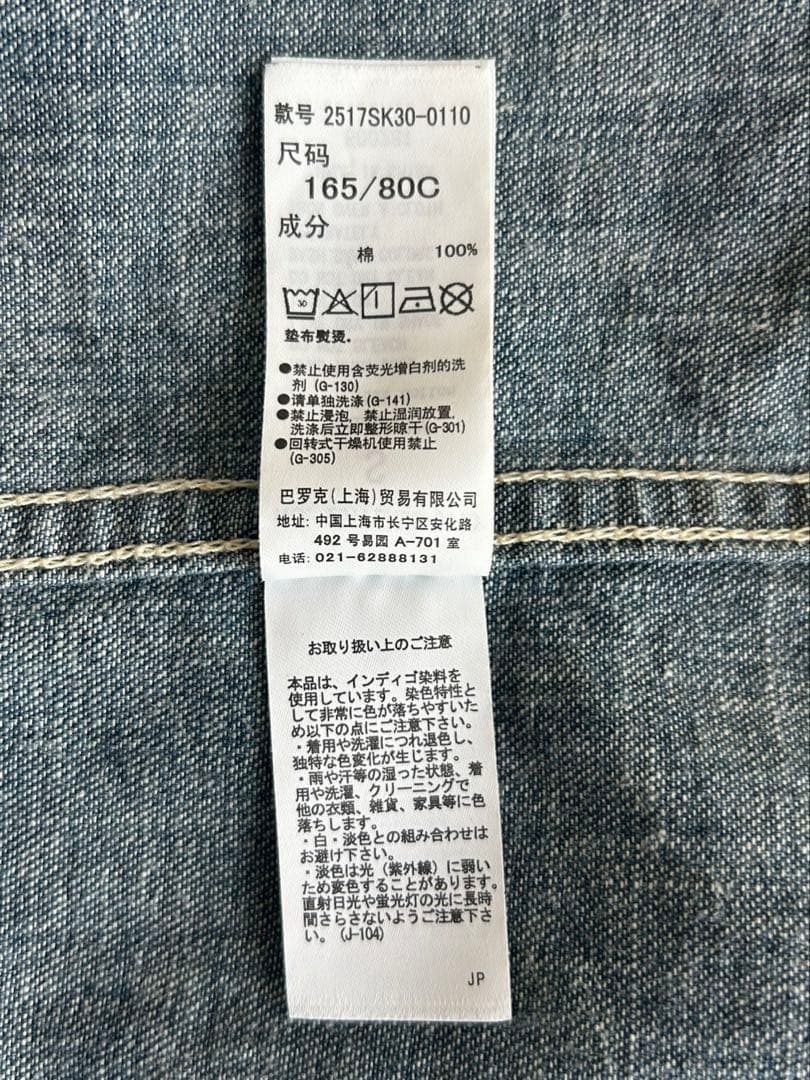 款号 2517SK30-0110
尺码
165/80C
成分
棉 100%
30
垫布熨烫.
●禁止使用含荧光增白剂的洗
剂 (G-130)
●请单独洗涤(G-141)
●禁止浸泡, 禁止湿润放置,
洗涤后立即整形晾干(G-301)
●回转式干燥机使用禁止
(G-305)
巴罗克(上海)贸易有限公司
地址: 中国上海市长宁区安化路
492 号易园 A-701 室
电话: 021-62888131
お取り扱い上のご注意
本品は、インディゴ染料を
使用しています。染色特性と
して非常に色が落ちやすいた
め以下の点にご注意下さい。
・着用や洗濯につれ退色し、
独特な色変化が生じます。
・雨や汗等の湿った状態、着
用や洗濯、クリーニングで
他の衣類、雑貨、家具等に色
落ちします。
・白・淡色との組み合わせは
お避け下さい。
・淡色は光（紫外線）に弱い
ため変色することがあります。
直射日光や蛍光灯の光に長時
間さらさないようご注意下さ
い。(J-104)
JP